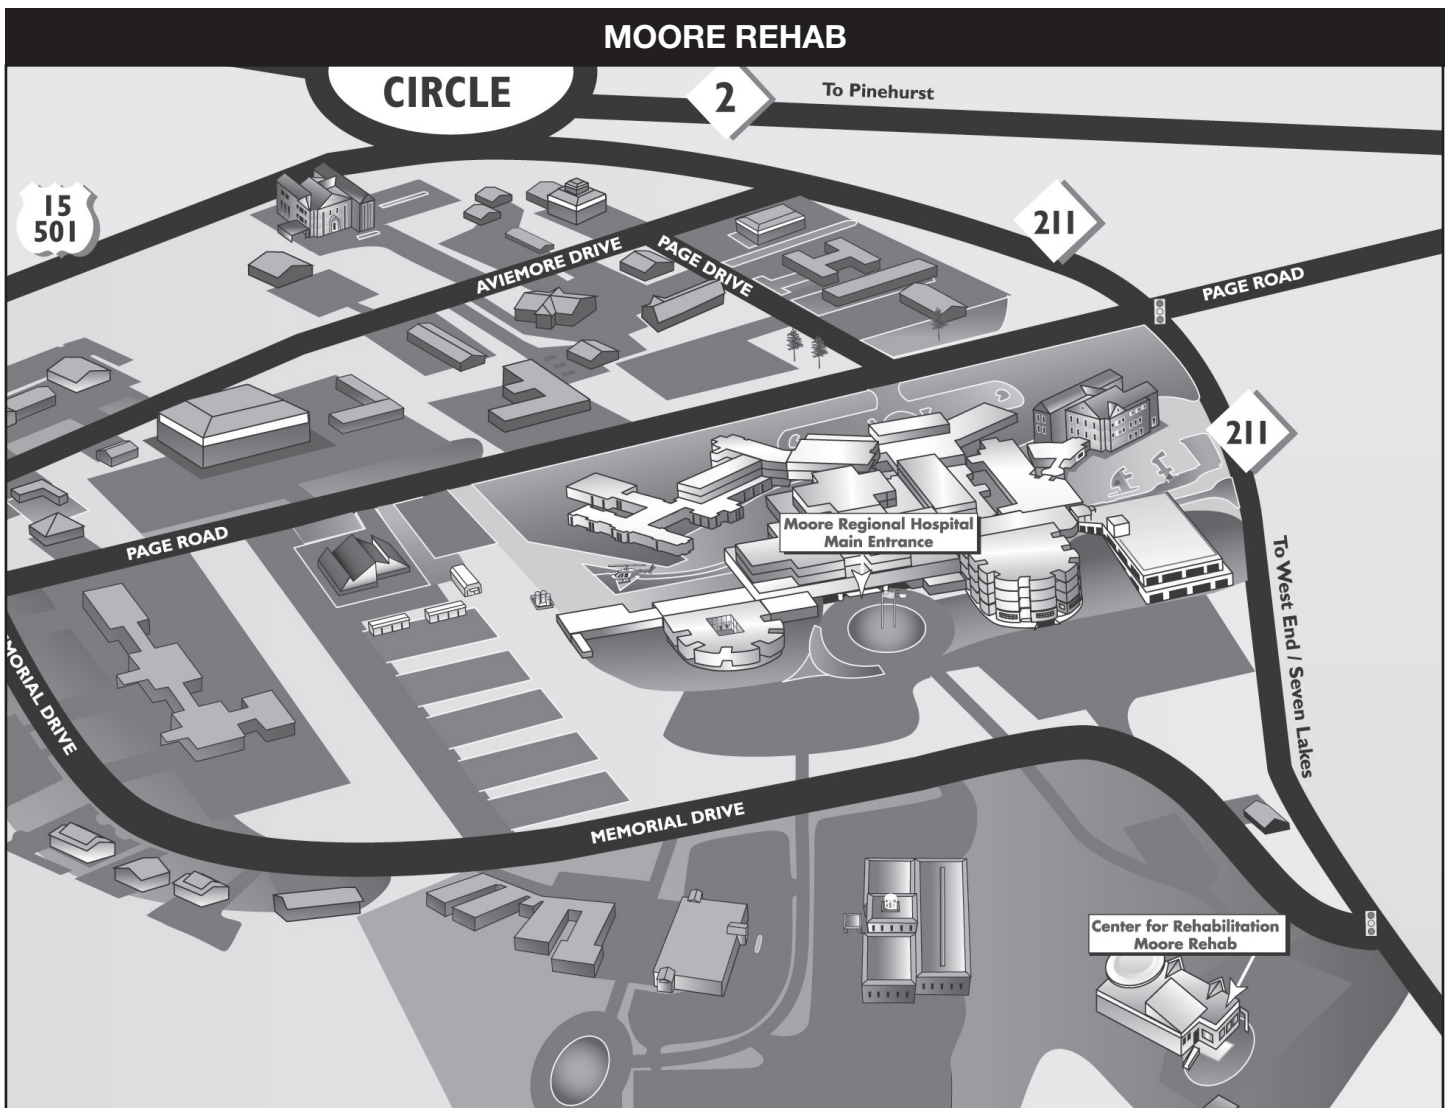 MOORE REHAB
CIRCLE
2
To Pinehurst
15
501
211
AVIEMORE DRIVE
PAGE DRIVE
PAGE ROAD
211
Moore Regional Hospital
Main Entrance
PAGE ROAD
To West End / Seven Lakes
MORIAL DRIVE
MEMORIAL DRIVE
Center for Rehabilitation
Moore Rehab